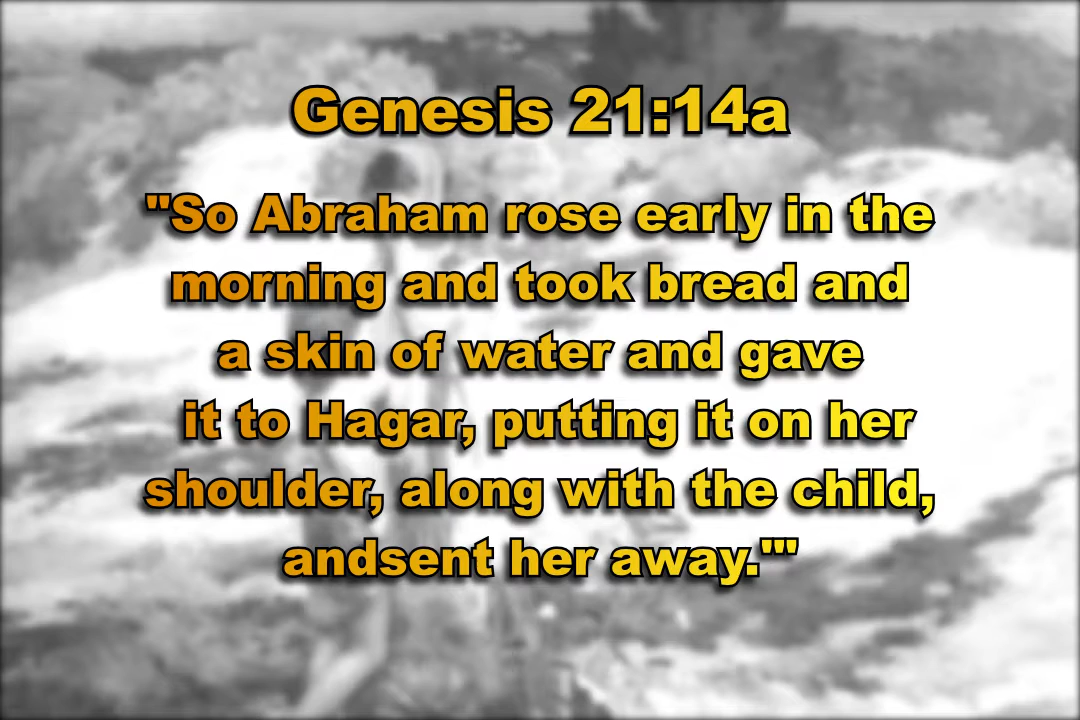 Genesis 21:14a
"So Abraham rose early in the
morning and took bread and
a skin of water and gave
it to Hagar, putting it on her
shoulder, along with the child,
andsent her away.'"